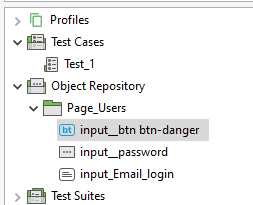 Profiles
Test Cases
Test_1
Object Repository
Page_Users
bt input__btn btn-danger
input__password
input_Email_login
Test Suites